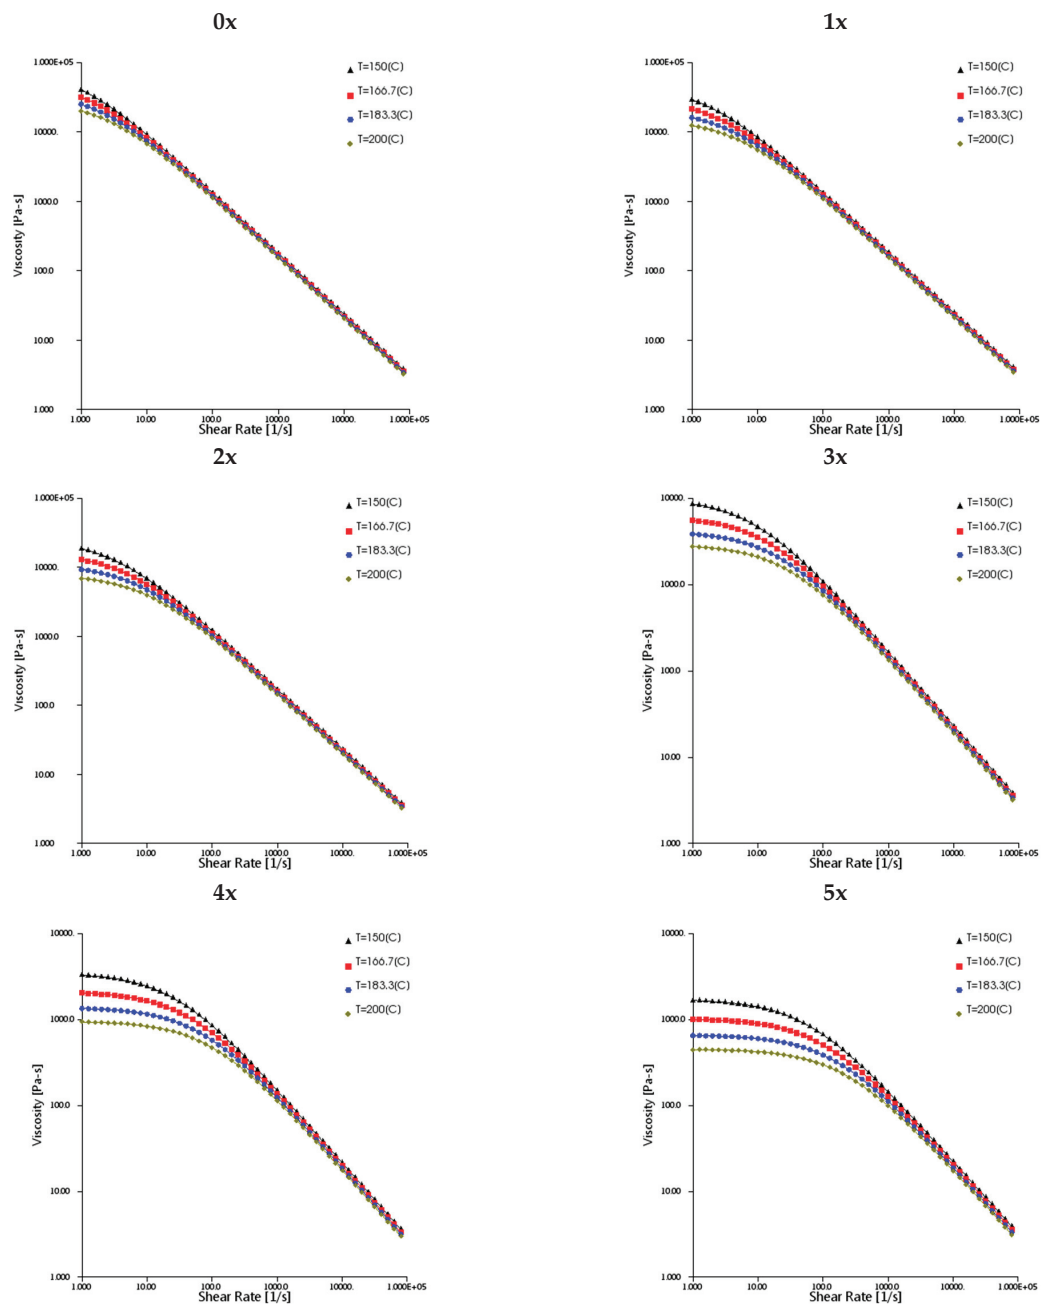 0x
1.000E+05
10000.
1000.0
100.0
10.00
1.000
Viscosity [Pa-s]
T=150(C)
T=166.7(C)
T=183.3(C)
T=200(C)
1.000 10.00 100.0 1000.0 10000. 1.000E+05
Shear Rate [1/s]
1x
1.000E+05
10000.
1000.0
100.0
10.00
1.000
Viscosity [Pa-s]
T=150(C)
T=166.7(C)
T=183.3(C)
T=200(C)
1.000 10.00 100.0 1000.0 10000. 1.000E+05
Shear Rate [1/s]
2x
1.000E+05
10000.
1000.0
100.0
10.00
1.000
Viscosity [Pa-s]
T=150(C)
T=166.7(C)
T=183.3(C)
T=200(C)
1.000 10.00 100.0 1000.0 10000. 1.000E+05
Shear Rate [1/s]
3x
10000.
1000.0
100.0
10.00
1.000
Viscosity [Pa-s]
T=150(C)
T=166.7(C)
T=183.3(C)
T=200(C)
1.000 10.00 100.0 1000.0 10000. 1.000E+05
Shear Rate [1/s]
4x
10000.
1000.0
100.0
10.00
1.000
Viscosity [Pa-s]
T=150(C)
T=166.7(C)
T=183.3(C)
T=200(C)
1.000 10.00 100.0 1000.0 10000. 1.000E+05
Shear Rate [1/s]
5x
10000.
1000.0
100.0
10.00
1.000
Viscosity [Pa-s]
T=150(C)
T=166.7(C)
T=183.3(C)
T=200(C)
1.000 10.00 100.0 1000.0 10000. 1.000E+05
Shear Rate [1/s]